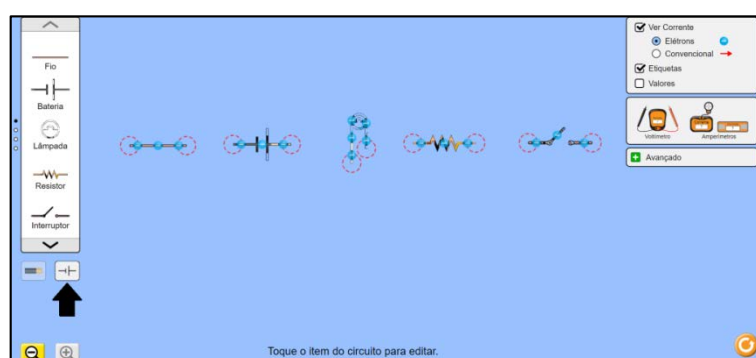 Fio
Bateria
Lâmpada
Resistor
Interruptor
Ver Corrente
Elétrons
Convencional
Etiquetas
Valores
Voltímetro
Amperímetros
Avançado
Toque o item do circuito para editar.